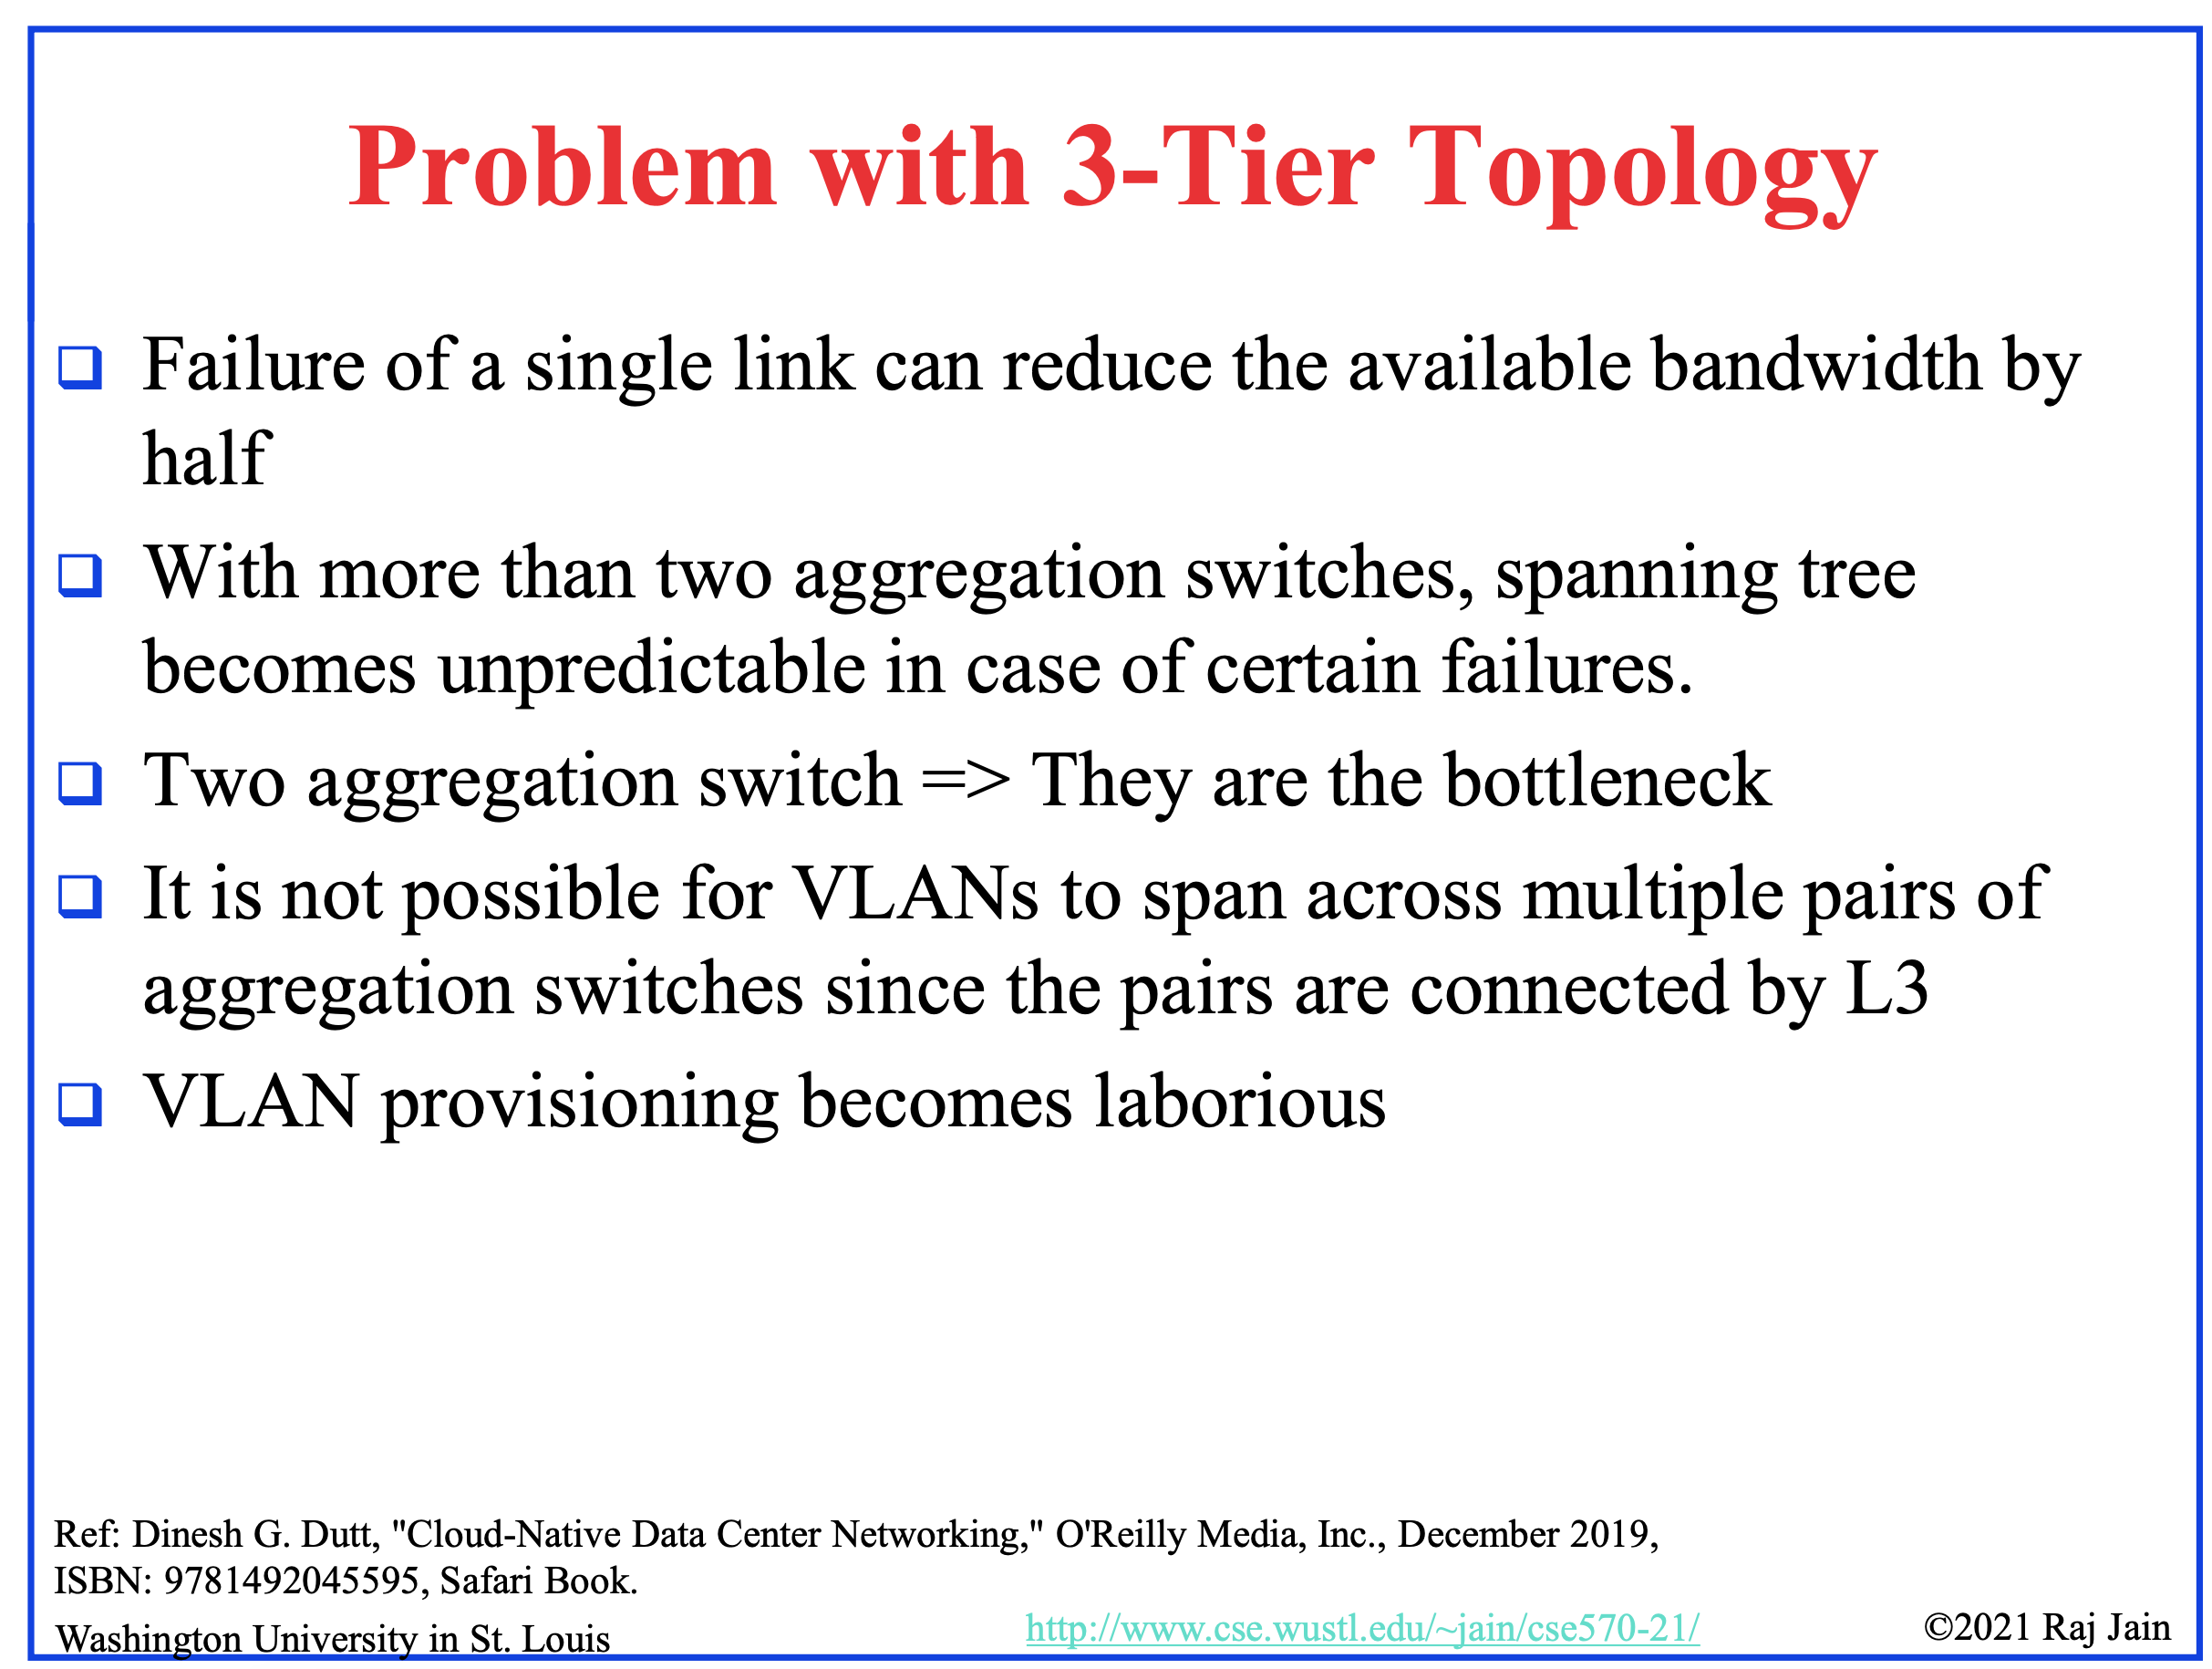 Problem with 3-Tier Topology
Failure of a single link can reduce the available bandwidth by
half
With more than two aggregation switches, spanning tree
becomes unpredictable in case of certain failures.
Two aggregation switch => They are the bottleneck
It is not possible for VLANs to span across multiple pairs of
aggregation switches since the pairs are connected by L3
VLAN provisioning becomes laborious
Ref: Dinesh G. Dutt, "Cloud-Native Data Center Networking," O'Reilly Media, Inc., December 2019,
ISBN: 9781492045595, Safari Book.
Washington University in St. Louis
http://www.cse.wustl.edu/~jain/cse570-21/
©2021 Raj Jain